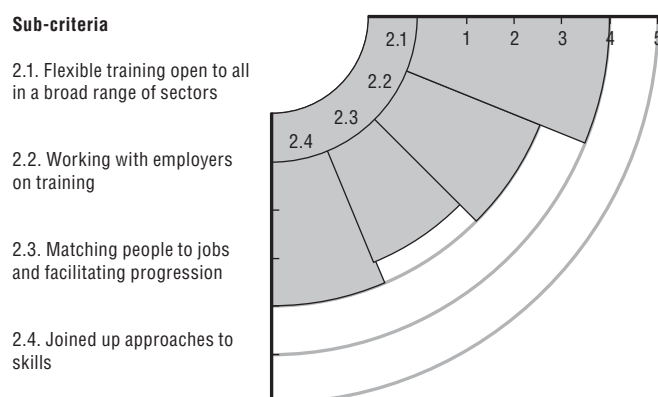 Sub-criteria
2.1. Flexible training open to all
in a broad range of sectors
2.2. Working with employers
on training
2.3. Matching people to jobs
and facilitating progression
2.4. Joined up approaches to
skills
2.1 1 2 3 4 5
2.2
2.3
2.4